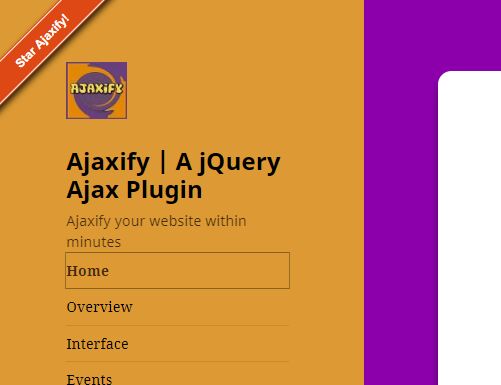 Star Ajaxify!
AJAXiFY
Ajaxify | A jQuery
Ajax Plugin
Ajaxify your website within
minutes
Home
Overview
Interface
Events